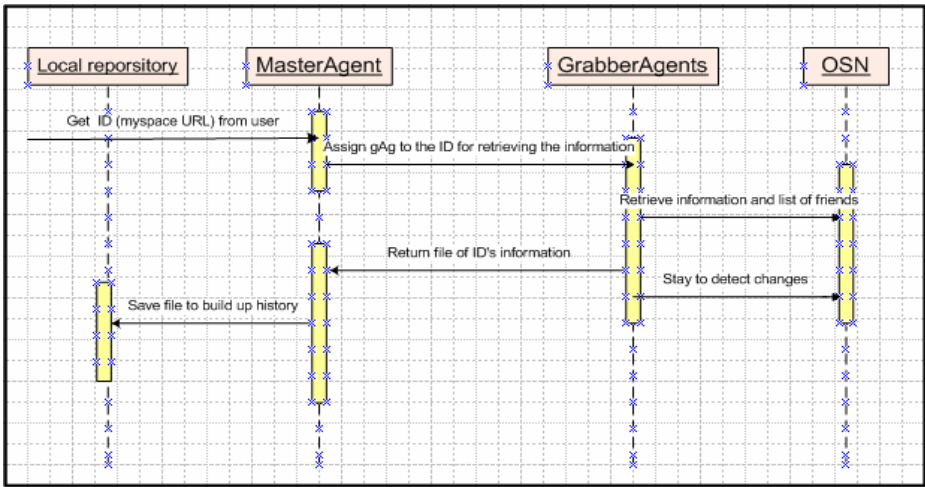 Local reporsitory
MasterAgent
GrabberAgents
OSN
Get ID (myspace URL) from user
Assign gAg to the ID for retrieving the information
Retrieve information and list of friends
Return file of ID's information
Stay to detect changes
Save file to build up history